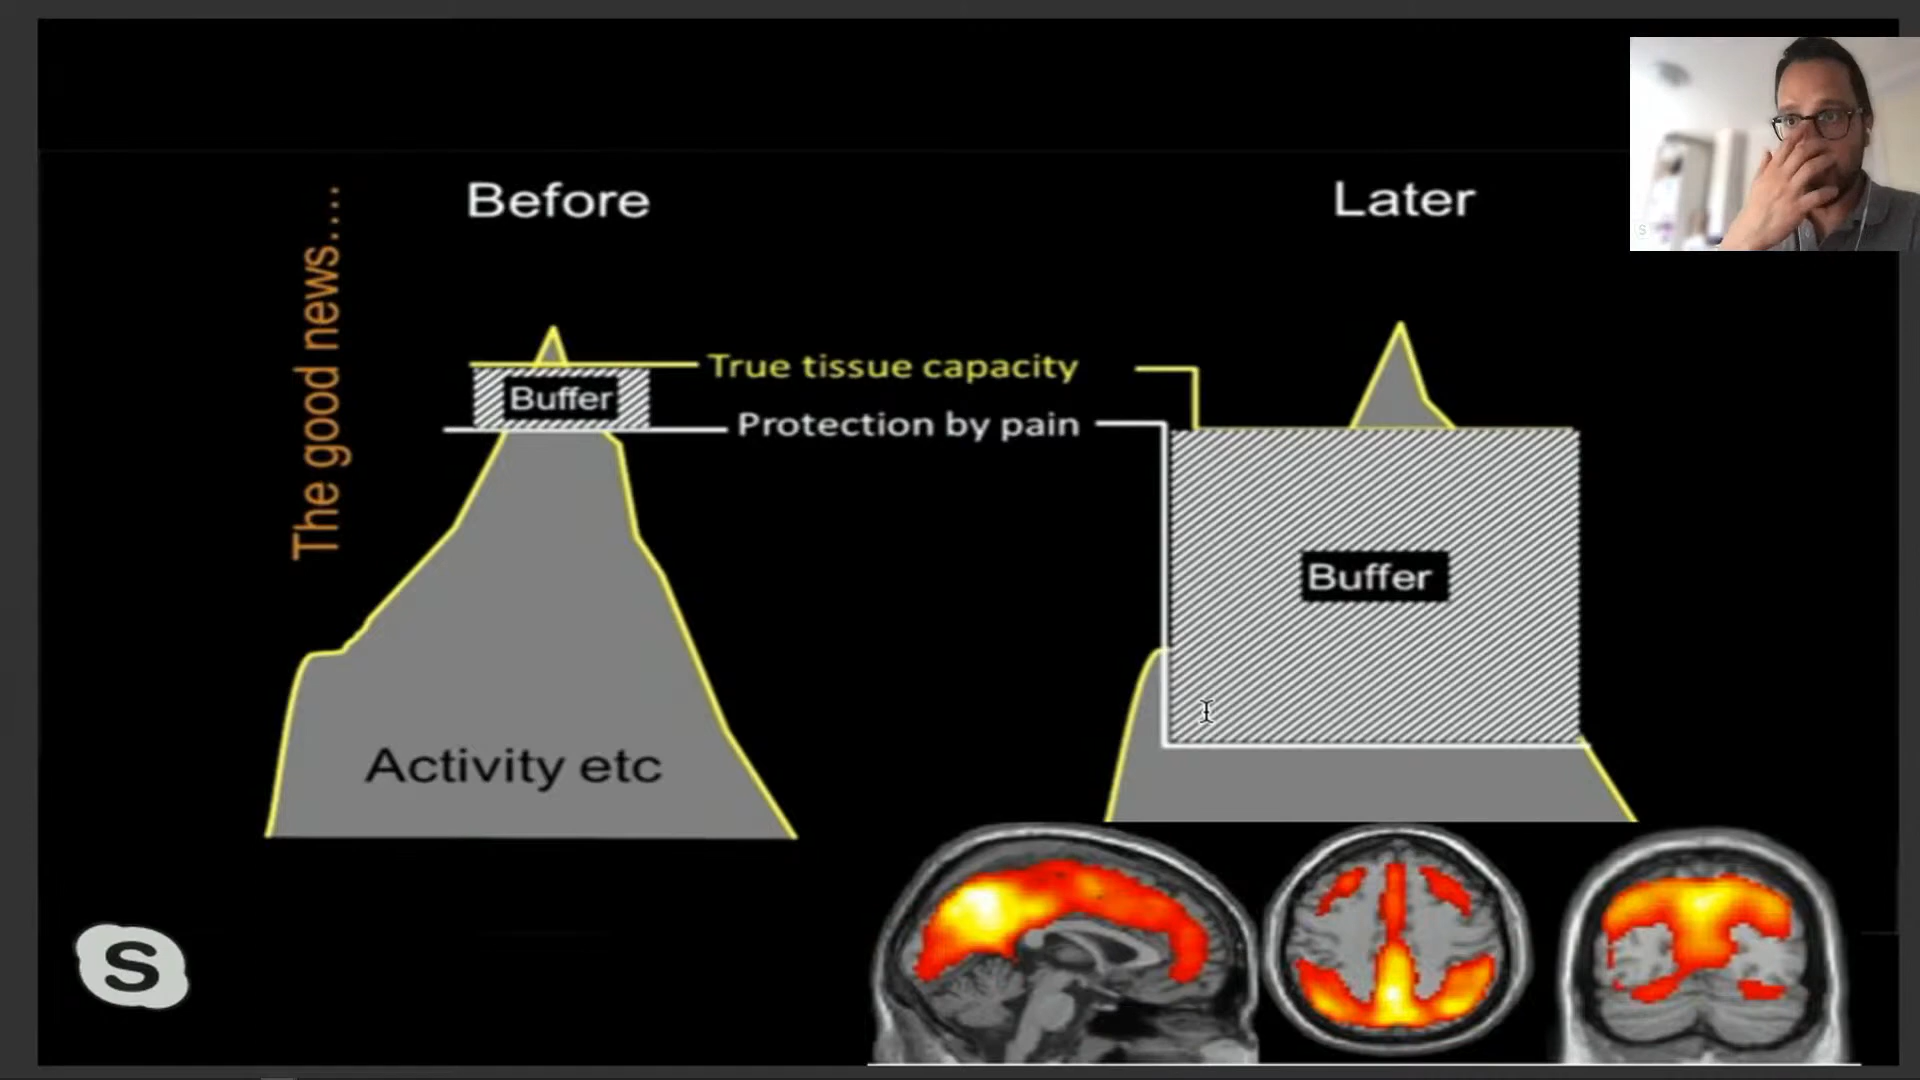 The good news....
Before
Later
True tissue capacity
Buffer
Protection by pain
Buffer
Activity etc
S
S